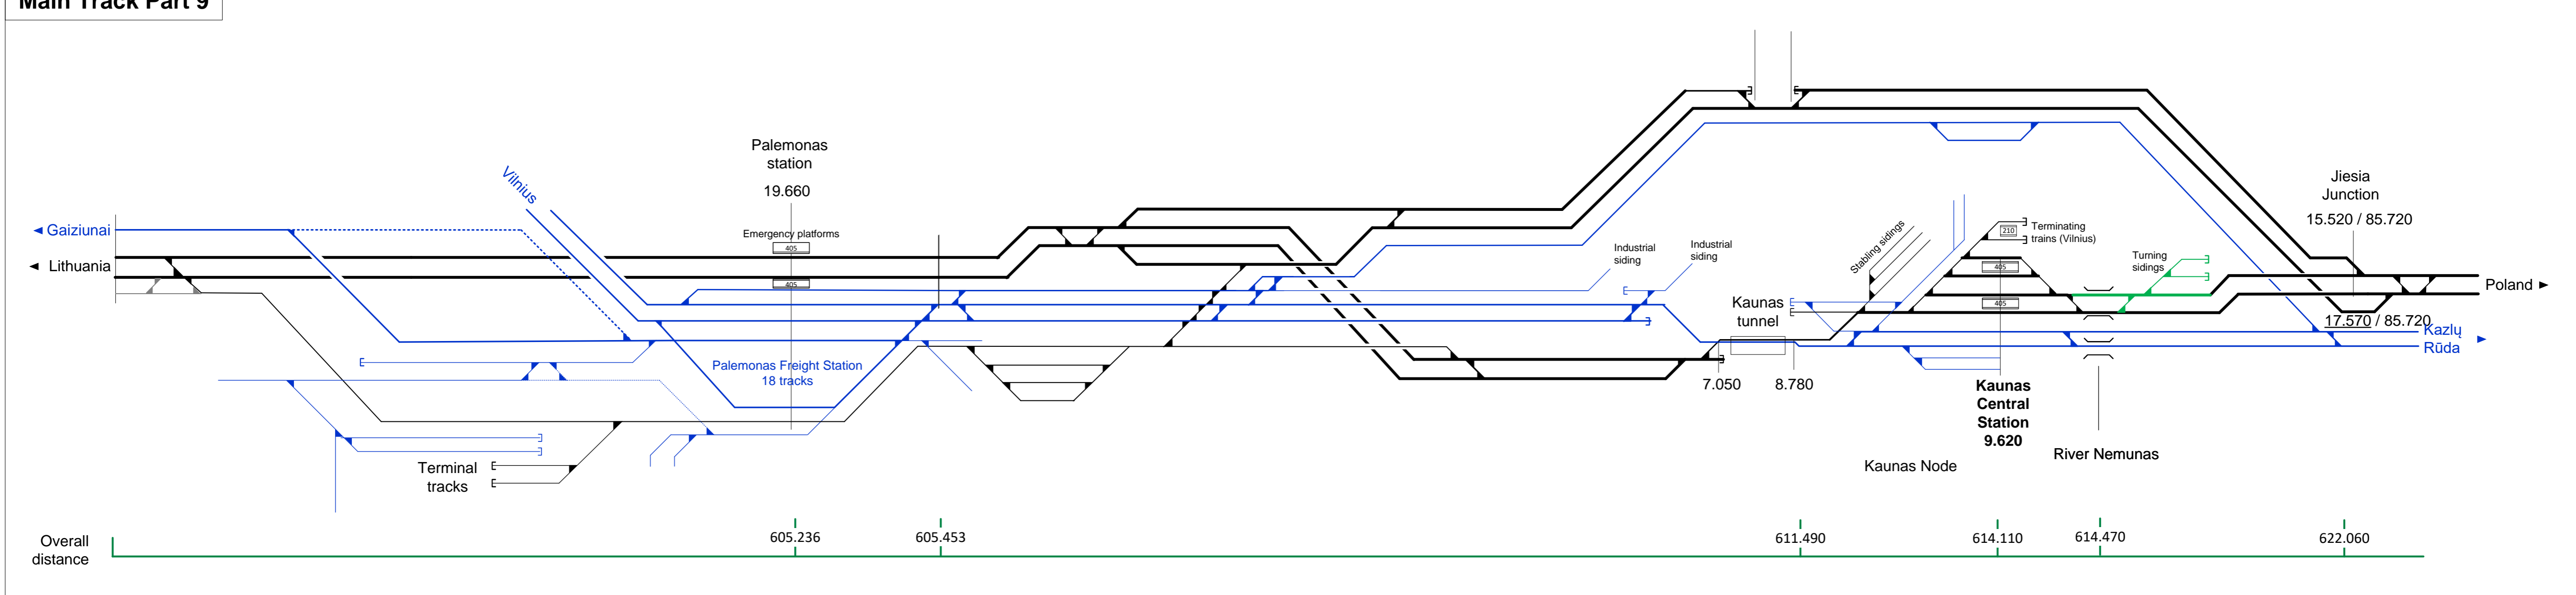 Main Track Part 9
Palemonas
station
19.660
Vilnius
Gaiziunai
Lithuania
Emergency platforms
405
405
Palemonas Freight Station
18 tracks
Terminal
tracks
Industrial
siding
Industrial
siding
Kaunas
tunnel
7.050
8.780
Stabling sidings
210
Terminating
trains (Vilnius)
405
405
Turning
sidings
Kaunas
Central
Station
9.620
Kaunas Node
River Nemunas
Jiesia
Junction
15.520 / 85.720
Poland
17.570 / 85.720
Kazlų
Rūda
Overall
distance
605.236
605.453
611.490
614.110
614.470
622.060